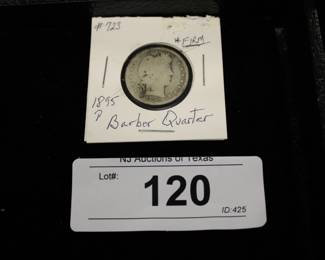 #723
* FIRM
1895
P
Barber Quarter
NJ Auctions of Texas
Lot#:
120
ID:425